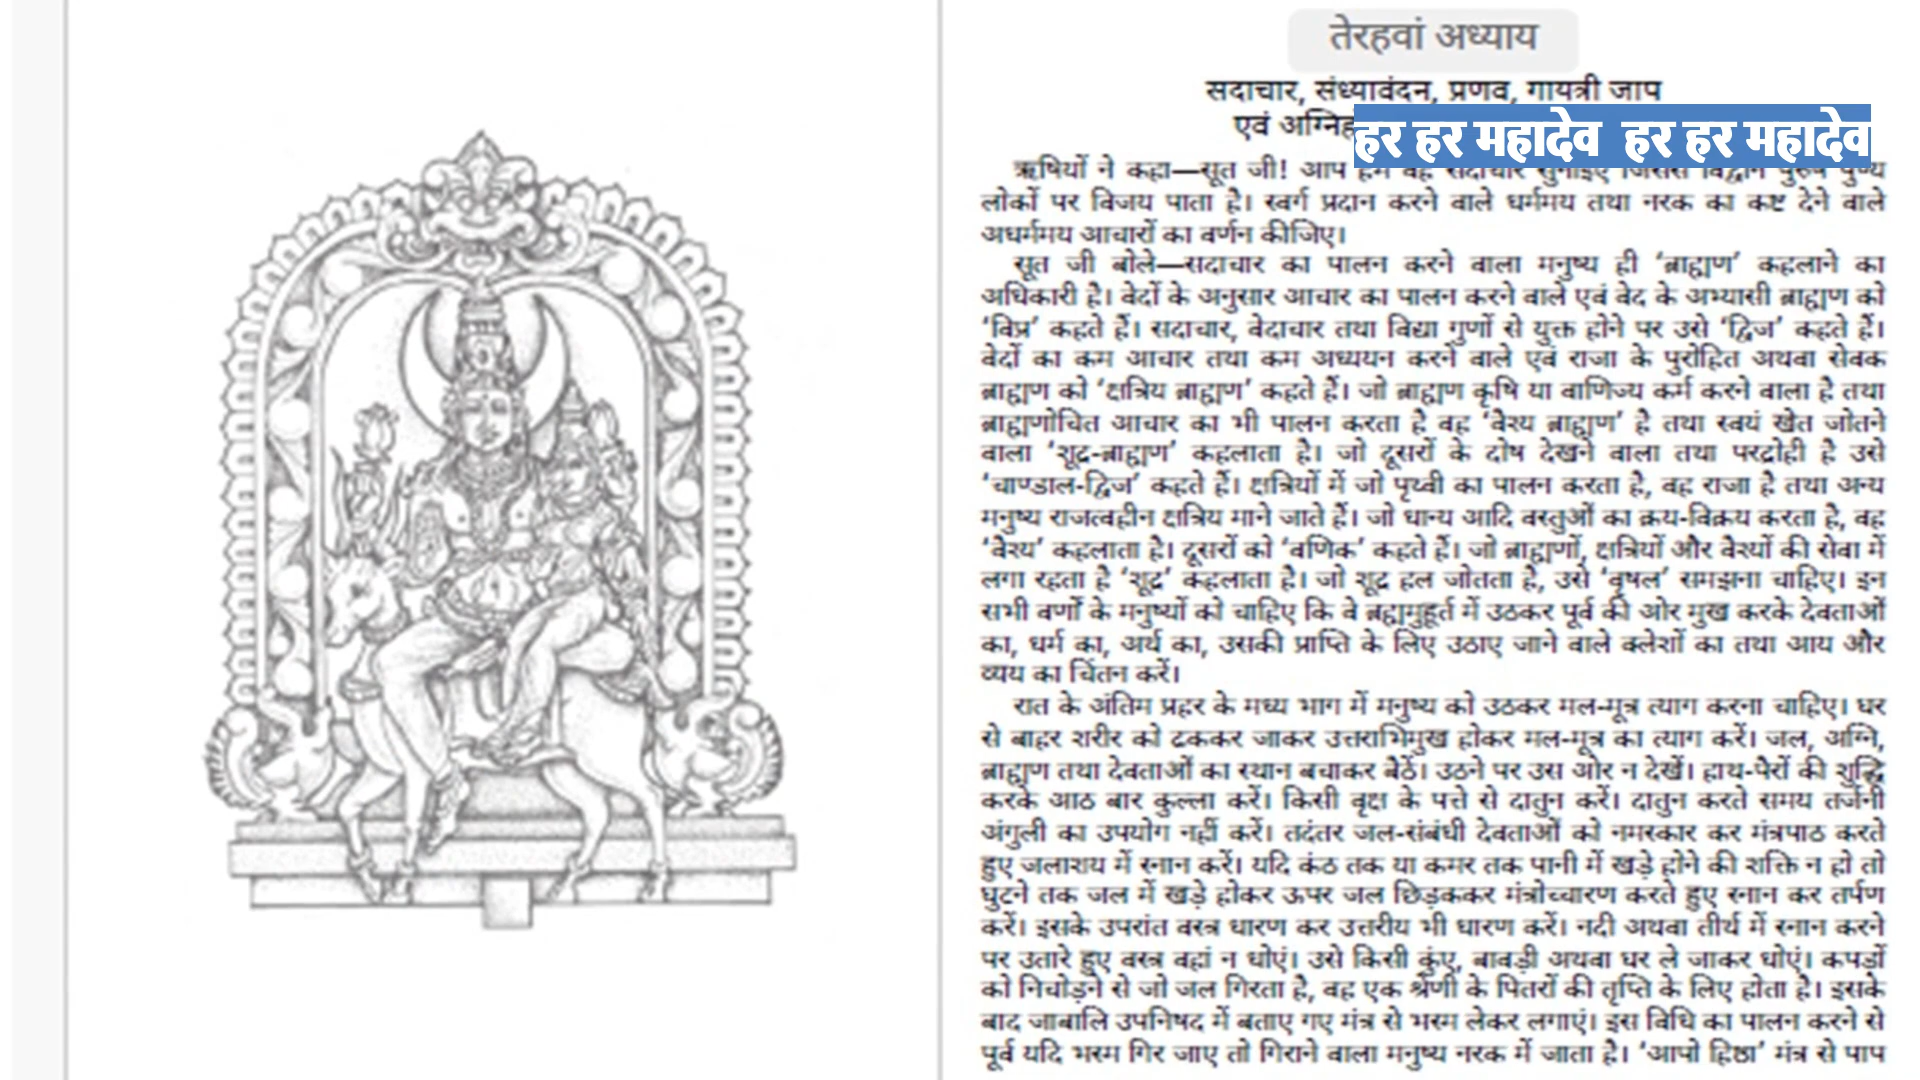 तेरहवां अध्याय
सदाचार, संध्यावंदन, प्रणव, गायत्री जाप
एवं अग्निह
हर हर महादेव हर हर महादेव
ऋषियों ने कहा—सूत जी! आप हमें वह सदाचार सुनाइए जिससे विद्वान पुरुष पुण्य
लोकों पर विजय पाता है। स्वर्ग प्रदान करने वाले धर्ममय तथा नरक का कष्ट देने वाले
अधर्ममय आचारों का वर्णन कीजिए।
सूत जी बोले—सदाचार का पालन करने वाला मनुष्य ही ‘ब्राह्मण’ कहलाने का
अधिकारी है। वेदों के अनुसार आचार का पालन करने वाले एवं वेद के अभ्यासी ब्राह्मण को
‘विप्र’ कहते हैं। सदाचार, वेदाचार तथा विद्या गुणों से युक्त होने पर उसे ‘द्विज’ कहते हैं।
वेदों का कम आचार तथा कम अध्ययन करने वाले एवं राजा के पुरोहित अथवा सेवक
ब्राह्मण को ‘क्षत्रिय ब्राह्मण’ कहते हैं। जो ब्राह्मण कृषि या वाणिज्य कर्म करने वाला है तथा
ब्राह्मणोचित आचार का भी पालन करता है वह ‘वैश्य ब्राह्मण’ है तथा स्वयं खेत जोतने
वाला ‘शूद्र-ब्राह्मण’ कहलाता है। जो दूसरों के दोष देखने वाला तथा परद्रोही है उसे
‘चाण्डाल-द्विज’ कहते हैं। क्षत्रियों में जो पृथ्वी का पालन करता है, वह राजा है तथा अन्य
मनुष्य राजत्वहीन क्षत्रिय माने जाते हैं। जो धान्य आदि वस्तुओं का क्रय-विक्रय करता है, वह
‘वैश्य’ कहलाता है। दूसरों को ‘वणिक’ कहते हैं। जो ब्राह्मणों, क्षत्रियों और वैश्यों की सेवा में
लगा रहता है ‘शूद्र’ कहलाता है। जो शूद्र हल जोतता है, उसे ‘वृषल’ समझना चाहिए। इन
सभी वर्णों के मनुष्यों को चाहिए कि वे ब्रह्ममुहूर्त में उठकर पूर्व की ओर मुख करके देवताओं
का, धर्म का, अर्थ का, उसकी प्राप्ति के लिए उठाए जाने वाले क्लेशों का तथा आय और
व्यय का चिंतन करें।
रात के अंतिम प्रहर के मध्य भाग में मनुष्य को उठकर मल-मूत्र त्याग करना चाहिए। घर
से बाहर शरीर को ढककर जाकर उत्तराभिमुख होकर मल-मूत्र का त्याग करें। जल, अग्नि,
ब्राह्मण तथा देवताओं का स्थान बचाकर बैठें। उठने पर उस ओर न देखें। हाथ-पैरों की शुद्धि
करके आठ बार कुल्ला करें। किसी वृक्ष के पत्ते से दातुन करें। दातुन करते समय तर्जनी
अंगुली का उपयोग नहीं करें। तदंतर जल-संबंधी देवताओं को नमस्कार कर मंत्रपाठ करते
हुए जलाशय में स्नान करें। यदि कंठ तक या कमर तक पानी में खड़े होने की शक्ति न हो तो
घुटने तक जल में खड़े होकर ऊपर जल छिड़ककर मंत्रोच्चारण करते हुए स्नान कर तर्पण
करें। इसके उपरांत वस्त्र धारण कर उत्तरीय भी धारण करें। नदी अथवा तीर्थ में स्नान करने
पर उतारे हुए वस्त्र वहां न धोएं। उसे किसी कुंए, बावड़ी अथवा घर ले जाकर धोएं। कपड़ों
को निचोड़ने से जो जल गिरता है, वह एक श्रेणी के पितरों की तृप्ति के लिए होता है। इसके
बाद जाबालि उपनिषद में बताए गए मंत्र से भस्म लेकर लगाएं। इस विधि का पालन करने से
पूर्व यदि भस्म गिर जाए तो गिराने वाला मनुष्य नरक में जाता है। ‘आपो हिष्ठा’ मंत्र से पाप